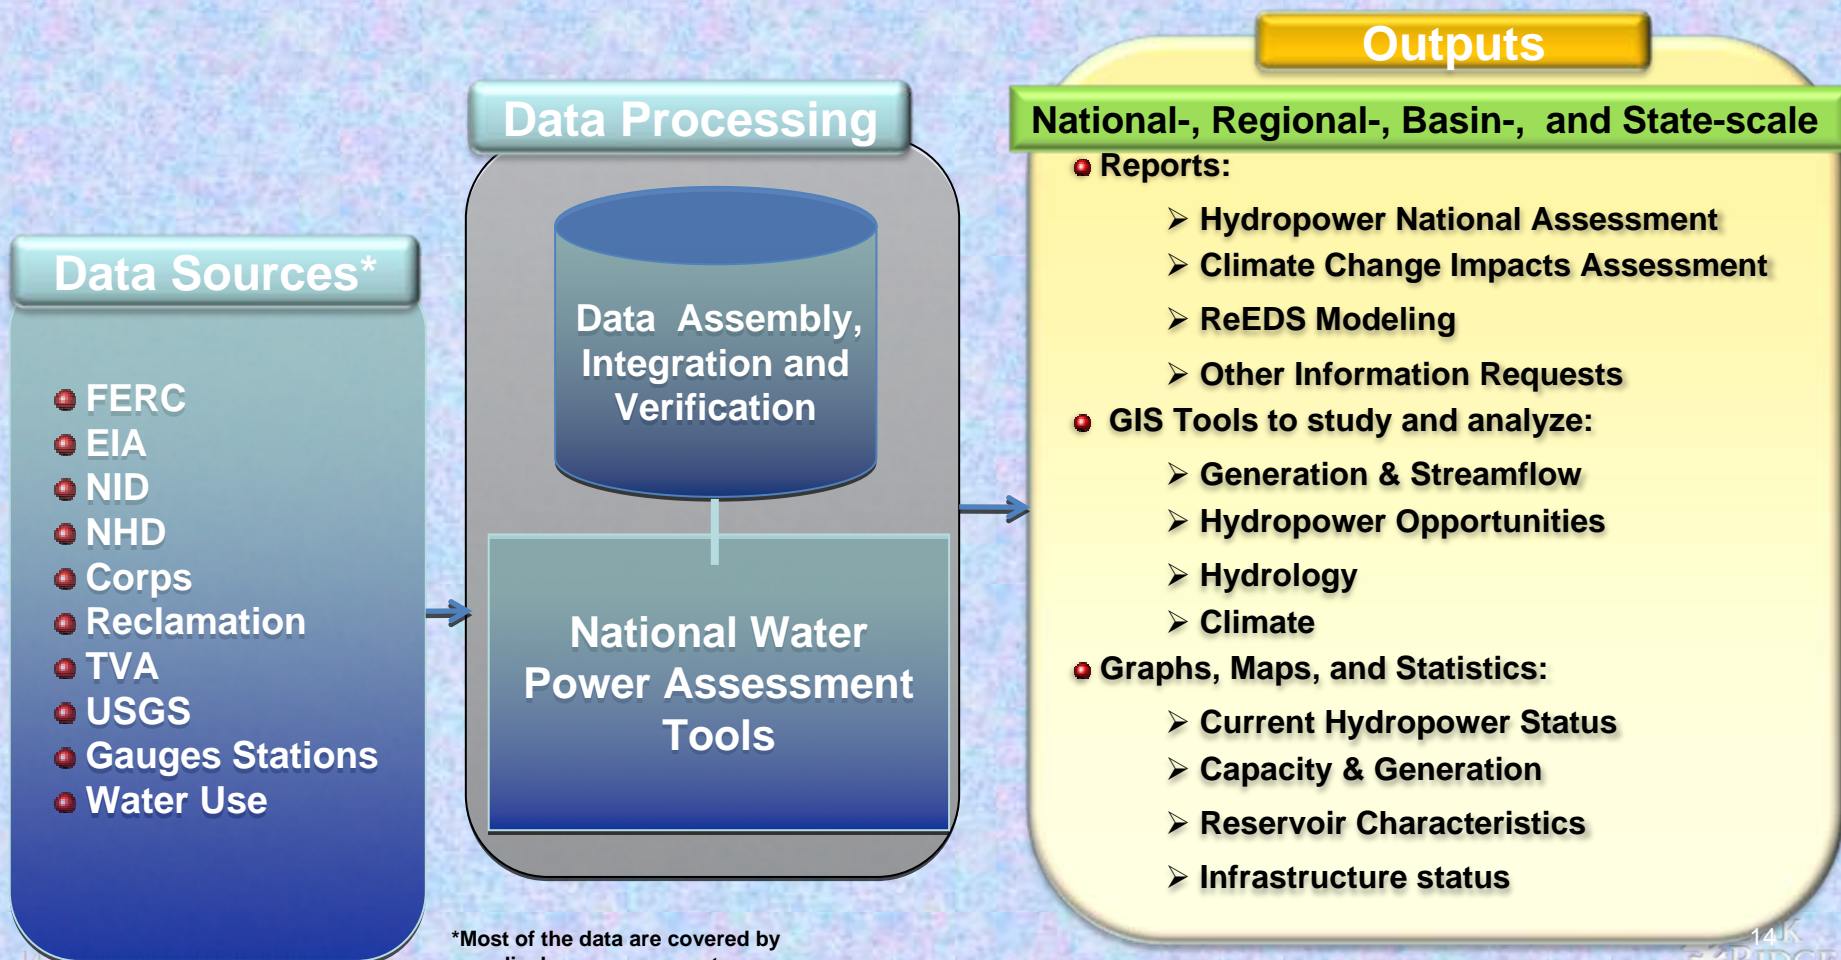 Data Sources*
FERC
EIA
NID
NHD
Corps
Reclamation
TVA
USGS
Gauges Stations
Water Use
Data Processing
Data Assembly,
Integration and
Verification
National Water
Power Assessment
Tools
*Most of the data are covered by
Outputs
National-, Regional-, Basin-, and State-scale
Reports:
➢ Hydropower National Assessment
➢ Climate Change Impacts Assessment
➢ ReEDS Modeling
➢ Other Information Requests
GIS Tools to study and analyze:
➢ Generation & Streamflow
➢ Hydropower Opportunities
➢ Hydrology
➢ Climate
Graphs, Maps, and Statistics:
➢ Current Hydropower Status
➢ Capacity & Generation
➢ Reservoir Characteristics
➢ Infrastructure status
14